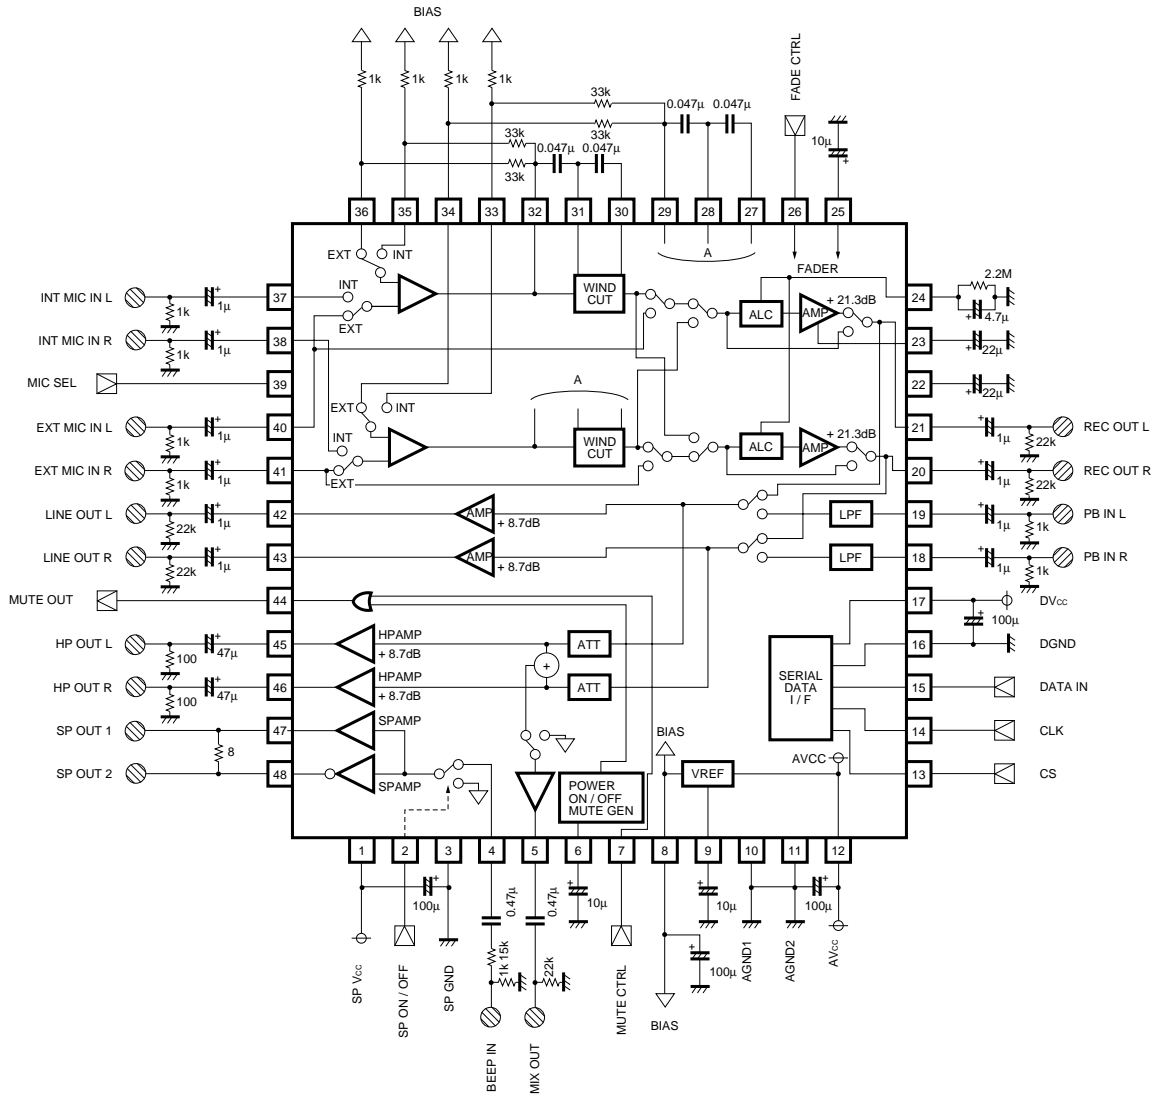 BIAS
1k
1k
1k
1k
33k
33k
0.047μ
0.047μ
33k
33k
0.047μ
0.047μ
FADE CTRL
10μ
+
36
35
34
33
32
31
30
29
28
27
26
25
EXT
INT
A
FADER
INT
EXT
WIND
CUT
ALC
AMP
+ 21.3dB
2.2M
4.7μ
+
INT MIC IN L
1k
+
1μ
37
24
INT MIC IN R
1k
+
1μ
38
23
+
22μ
MIC SEL
39
22
+
22μ
A
EXT
INT
INT
EXT
WIND
CUT
ALC
AMP
+ 21.3dB
EXT MIC IN L
1k
+
1μ
40
21
+
1μ
22k
REC OUT L
EXT MIC IN R
1k
+
1μ
41
20
+
1μ
22k
REC OUT R
LINE OUT L
22k
+
1μ
42
AMP
+ 8.7dB
LPF
19
+
1μ
1k
PB IN L
LINE OUT R
22k
+
1μ
43
AMP
+ 8.7dB
LPF
18
+
1μ
1k
PB IN R
MUTE OUT
44
17
+
100μ
DVcc
HP OUT L
100
+
47μ
45
HPAMP
+ 8.7dB
ATT
+
16
DGND
HP OUT R
100
+
47μ
46
HPAMP
+ 8.7dB
ATT
SERIAL
DATA
I / F
15
DATA IN
SP OUT 1
8
47
SPAMP
BIAS
AVCC
14
CLK
SP OUT 2
48
SPAMP
POWER
ON / OFF
MUTE GEN
VREF
13
CS
1
2
3
4
5
6
7
8
9
10
11
12
+
100μ
0.47μ
0.47μ
+
10μ
+
10μ
+
100μ
1k
15k
22k
+
100μ
SP Vcc
SP ON / OFF
SP GND
BEEP IN
MIX OUT
MUTE CTRL
BIAS
AGND1
AGND2
AVcc